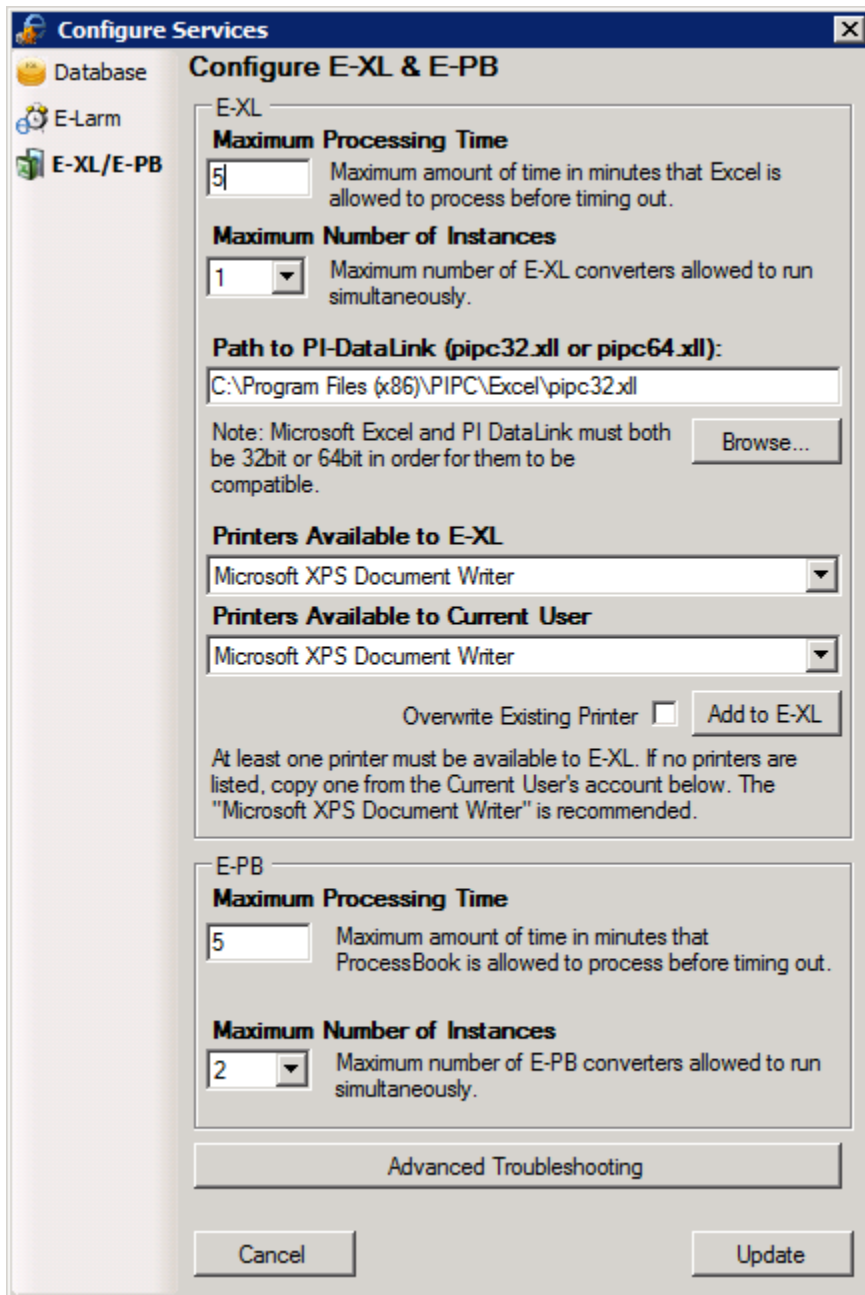 Configure Services
Database
E-Larm
E-XL/E-PB
Configure E-XL & E-PB
E-XL
Maximum Processing Time
5
Maximum amount of time in minutes that Excel is
allowed to process before timing out.
Maximum Number of Instances
1
Maximum number of E-XL converters allowed to run
simultaneously.
Path to PI-DataLink (pipc32.xll or pipc64.xll):
C:\Program Files (x86)\PIPC\Excel\pipc32.xll
Note: Microsoft Excel and PI DataLink must both
be 32bit or 64bit in order for them to be
compatible.
Browse...
Printers Available to E-XL
Microsoft XPS Document Writer
Printers Available to Current User
Microsoft XPS Document Writer
Overwrite Existing Printer
Add to E-XL
At least one printer must be available to E-XL. If no printers are
listed, copy one from the Current User's account below. The
"Microsoft XPS Document Writer" is recommended.
E-PB
Maximum Processing Time
5
Maximum amount of time in minutes that
ProcessBook is allowed to process before timing out.
Maximum Number of Instances
2
Maximum number of E-PB converters allowed to run
simultaneously.
Advanced Troubleshooting
Cancel
Update